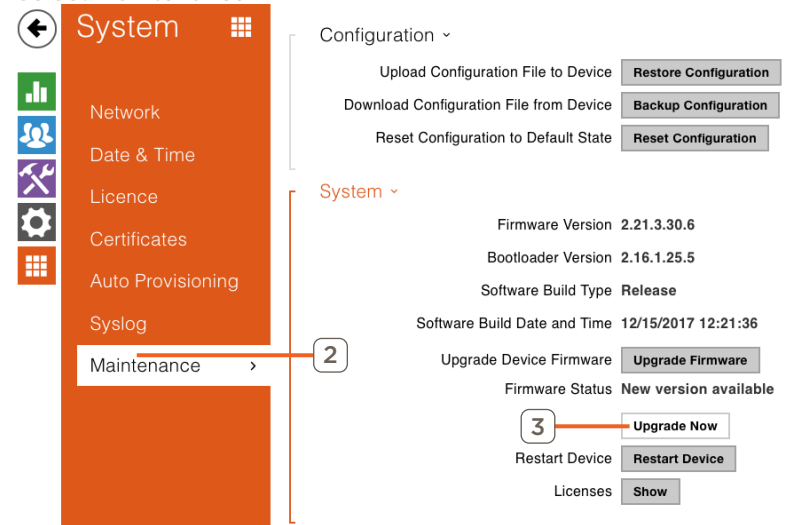 System
Network
Date & Time
Licence
Certificates
Auto Provisioning
Syslog
Maintenance
2
Configuration
Upload Configuration File to Device Restore Configuration
Download Configuration File from Device Backup Configuration
Reset Configuration to Default State Reset Configuration
System
Firmware Version 2.21.3.30.6
Bootloader Version 2.16.1.25.5
Software Build Type Release
Software Build Date and Time 12/15/2017 12:21:36
Upgrade Device Firmware Upgrade Firmware
Firmware Status New version available
3 Upgrade Now
Restart Device Restart Device
Licenses Show